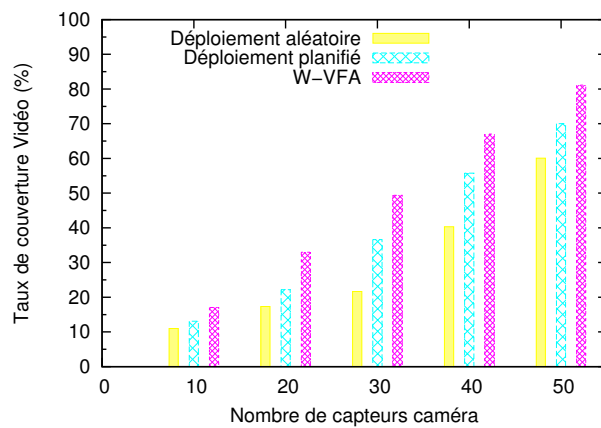 Déploiement aléatoire
Déploiement planifié
W−VFA
Taux de couverture Vidéo (%)
100
90
80
70
60
50
40
30
20
10
0
0 10 20 30 40 50
Nombre de capteurs caméra